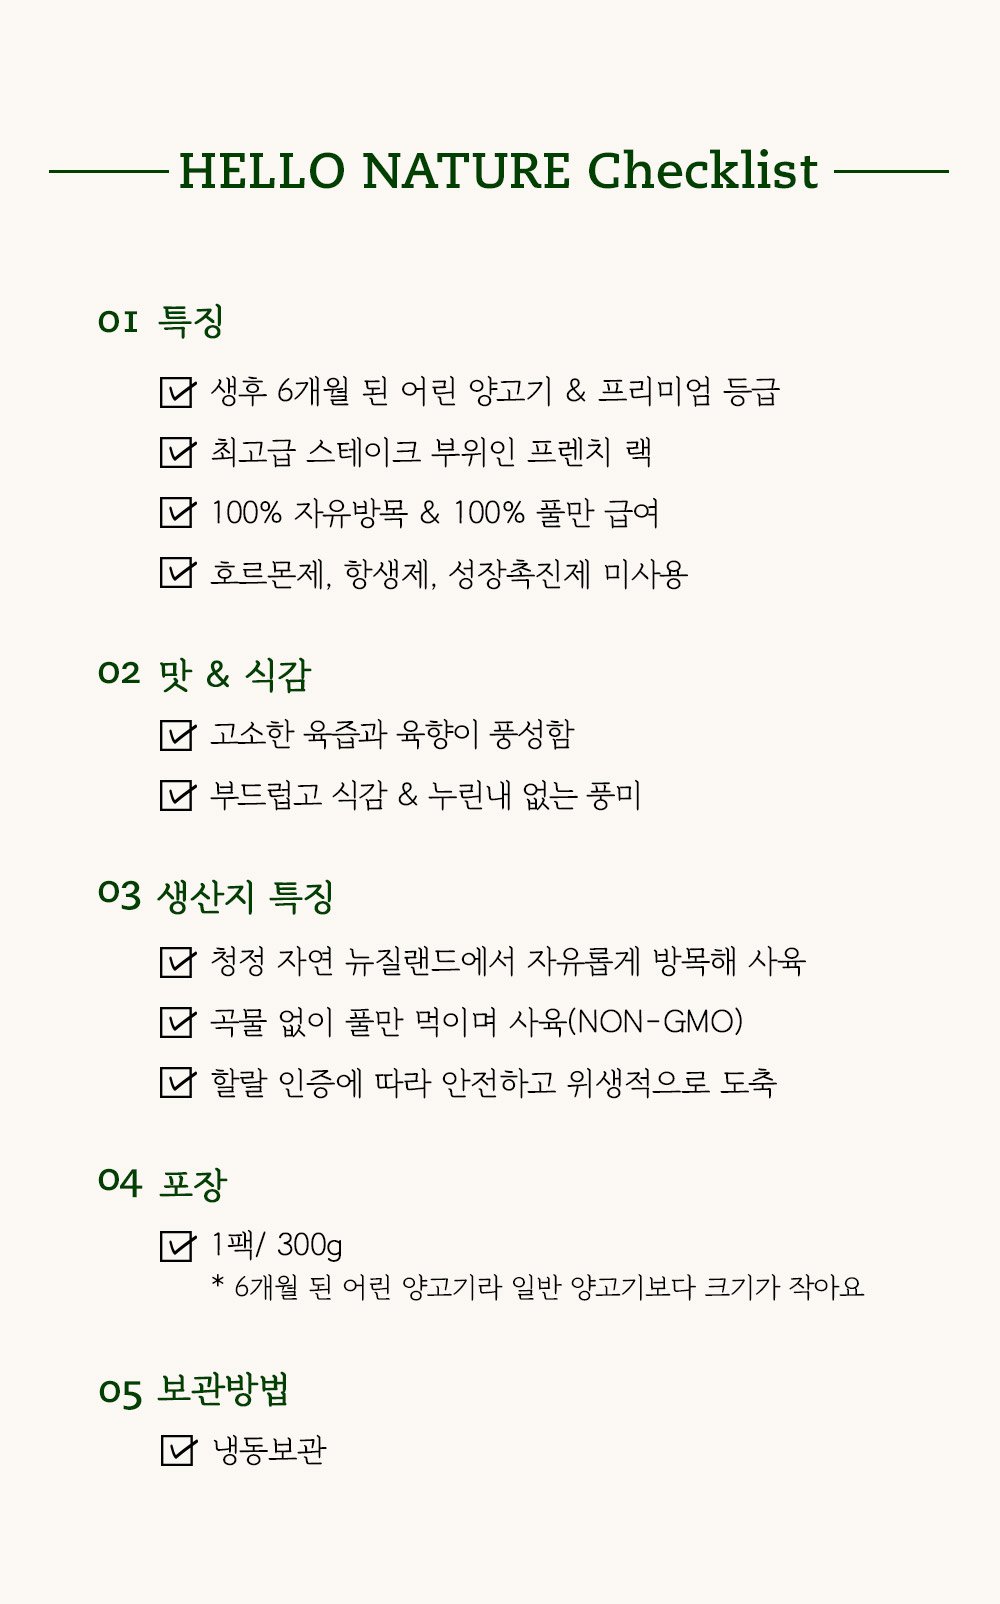 HELLO NATURE Checklist
01 특징
생후 6개월 된 어린 양고기 & 프리미엄 등급
최고급 스테이크 부위인 프렌치 랙
100% 자유방목 & 100% 풀만 급여
호르몬제, 항생제, 성장촉진제 미사용
02 맛 & 식감
고소한 육즙과 육향이 풍성함
부드럽고 식감 & 누린내 없는 풍미
03 생산지 특징
청정 자연 뉴질랜드에서 자유롭게 방목해 사육
곡물 없이 풀만 먹이며 사육(NON-GMO)
할랄 인증에 따라 안전하고 위생적으로 도축
04 포장
1팩/ 300g
* 6개월 된 어린 양고기라 일반 양고기보다 크기가 작아요
05 보관방법
냉동보관